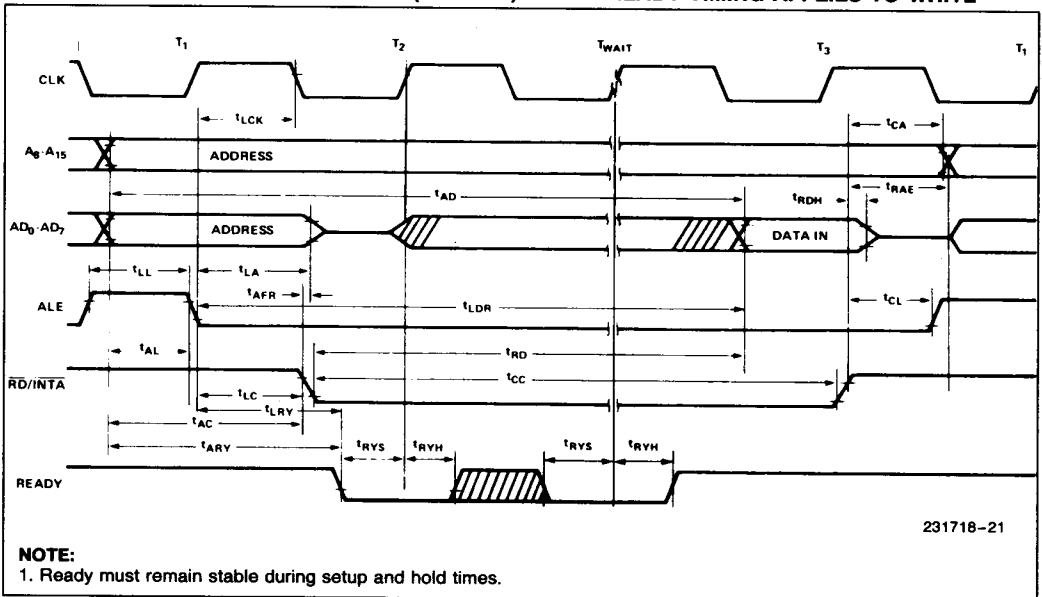 T1 T2 TWAIT T3 T1
CLK
tLCK
tCA
A8-A15
ADDRESS
tAD
tRAE
tRDH
AD0-AD7
ADDRESS
DATA IN
tLL
tLA
tAFR
tLDR
tCL
ALE
tAL
tRD
RD/INTA
tCC
tLC
tLRY
tAC
tARY
tRYS
tRYH
tRYS
tRYH
READY
231718-21
NOTE:
1. Ready must remain stable during setup and hold times.